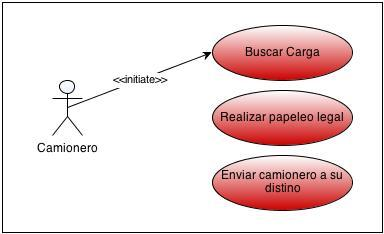 Buscar Carga
<<initiate>>
Realizar papeleo legal
Camionero
Enviar camionero a su
distino